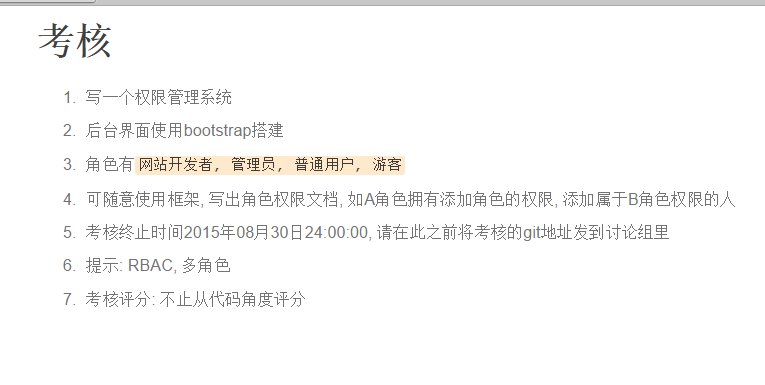 考核
1. 写一个权限管理系统
2. 后台界面使用bootstrap搭建
3. 角色有网站开发者, 管理员, 普通用户, 游客
4. 可随意使用框架, 写出角色权限文档, 如A角色拥有添加角色的权限, 添加属于B角色权限的人
5. 考核终止时间2015年08月30日24:00:00, 请在此之前将考核的git地址发到讨论组里
6. 提示: RBAC, 多角色
7. 考核评分: 不止从代码角度评分